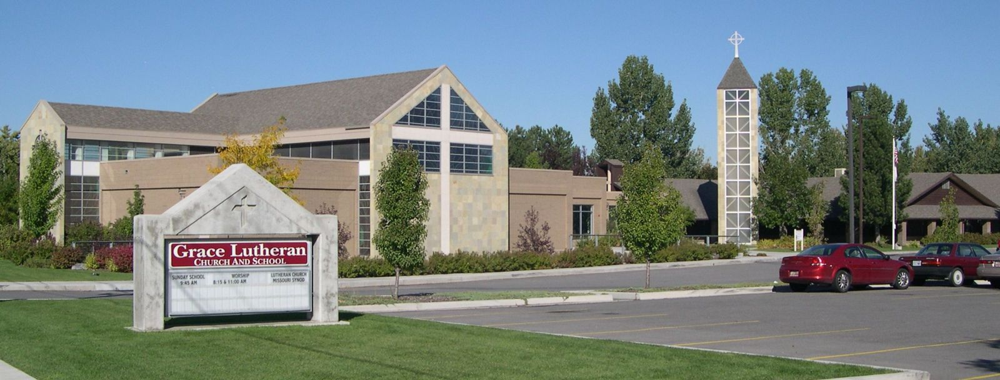 Grace Lutheran
CHURCH AND SCHOOL
SUNDAY SCHOOL WORSHIP LUTHERAN CHURCH
9:45 AM 8:15 & 11:00 AM MISSOURI SYNOD